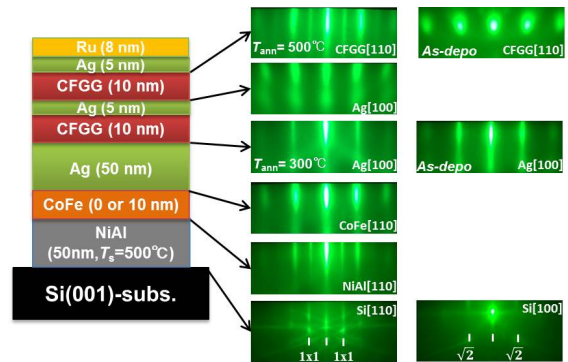 Ru (8 nm)
Ag (5 nm)
CFGG (10 nm)
Ag (5 nm)
CFGG (10 nm)
Ag (50 nm)
CoFe (0 or 10 nm)
NiAl
(50nm,Tₛ=500℃)
Si(001)-subs.
Tₐₙₙ= 500℃
CFGG[110]
Ag[100]
Tₐₙₙ= 300℃
Ag[100]
CoFe[110]
NiAl[110]
Si[110]
1x1 1x1
As-depo
CFGG[110]
As-depo
Ag[100]
Si[100]
√2 √2